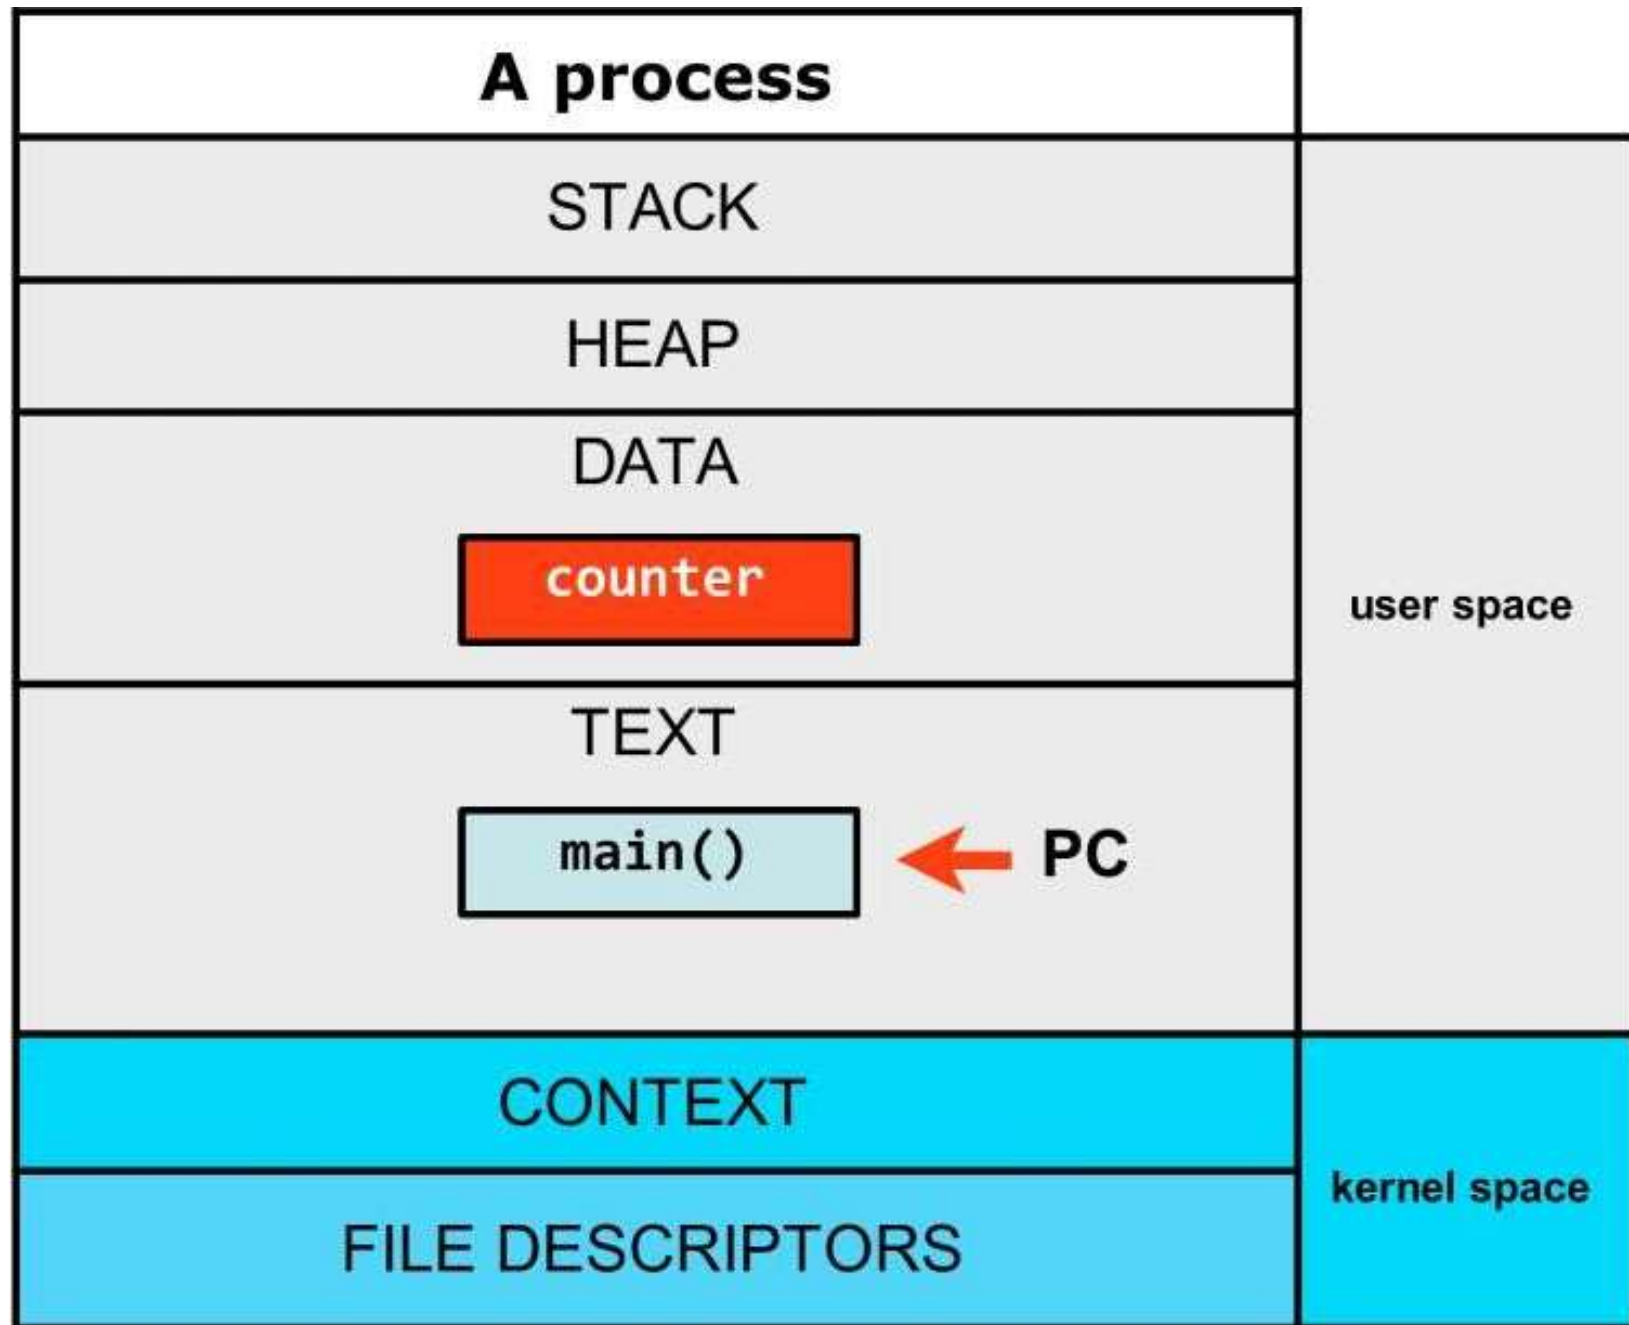 A process
STACK
HEAP
DATA
counter
user space
TEXT
main()
PC
CONTEXT
kernel space
FILE DESCRIPTORS